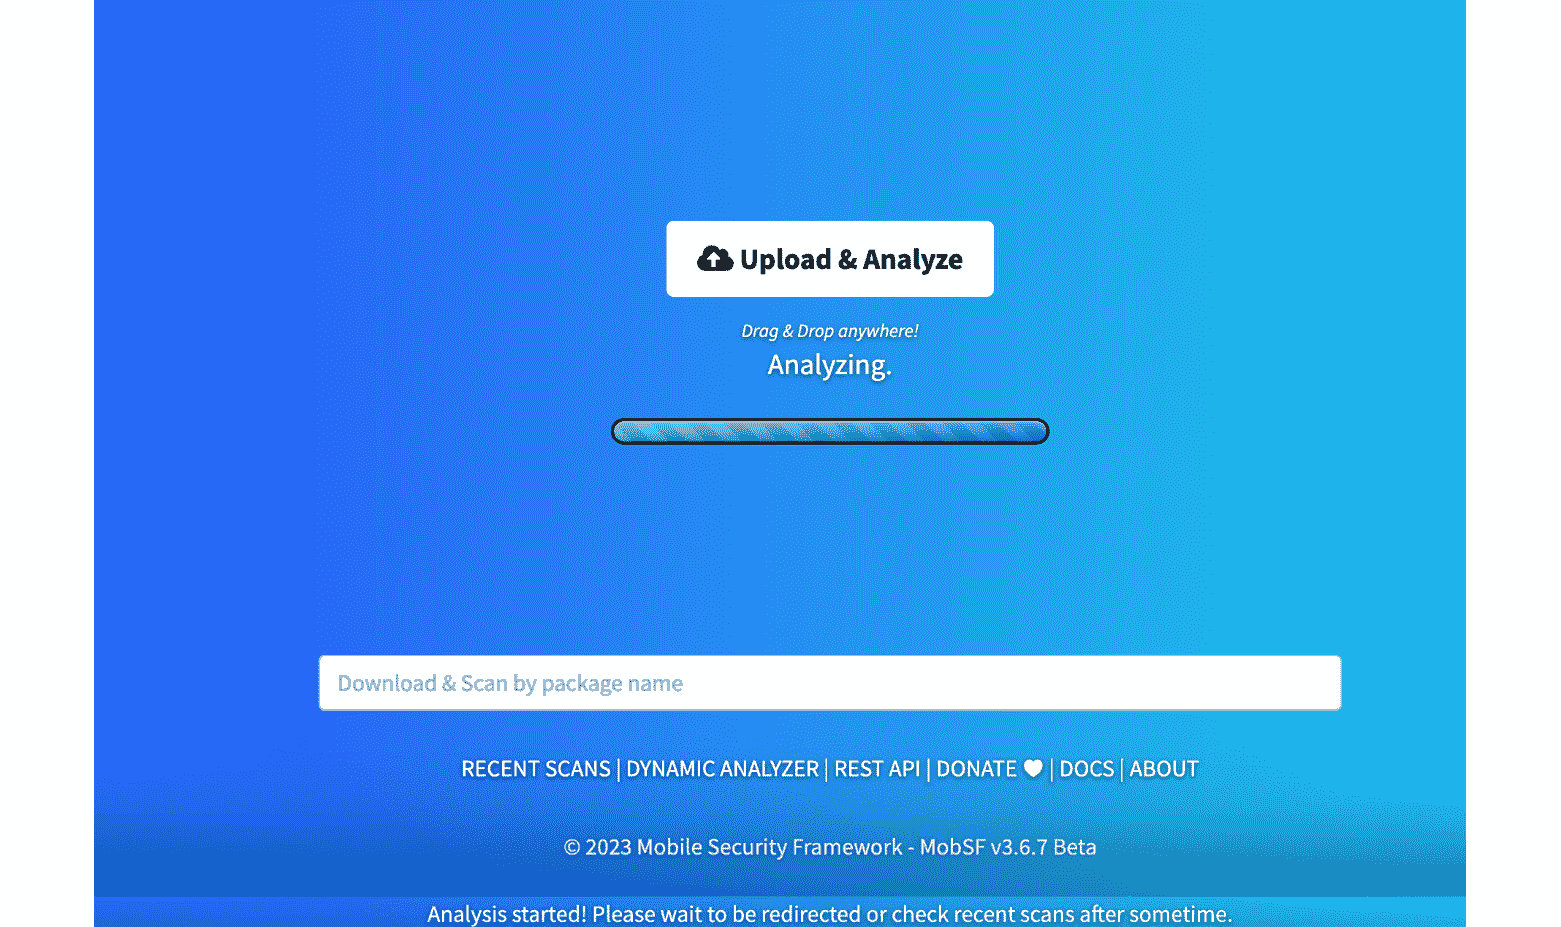 Upload & Analyze
Drag & Drop anywhere!
Analyzing.
Download & Scan by package name
RECENT SCANS | DYNAMIC ANALYZER | REST API | DONATE ♥ | DOCS | ABOUT
© 2023 Mobile Security Framework - MobSF v3.6.7 Beta
Analysis started! Please wait to be redirected or check recent scans after sometime.